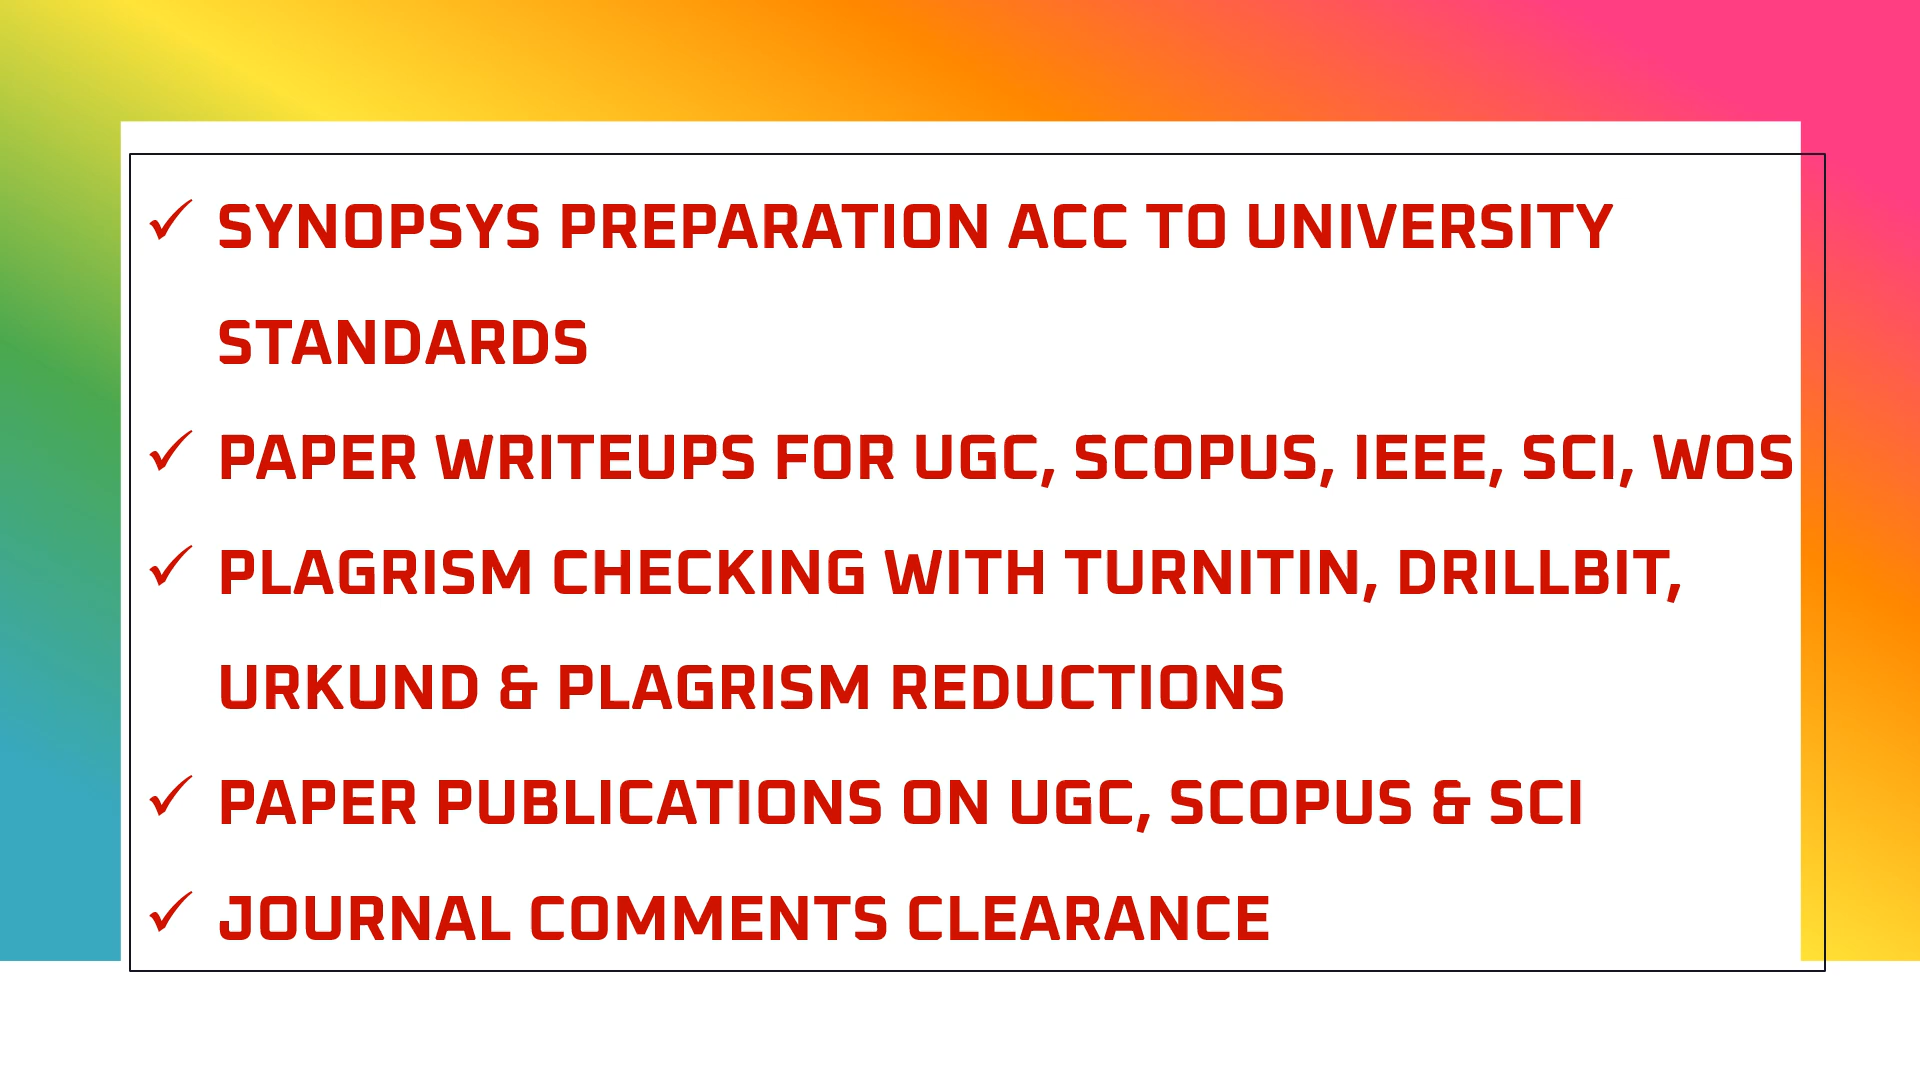 ✓ SYNOPSYS PREPARATION ACC TO UNIVERSITY
STANDARDS
✓ PAPER WRITEUPS FOR UGC, SCOPUS, IEEE, SCI, WOS
✓ PLAGRISM CHECKING WITH TURNITIN, DRILLBIT,
URKUND & PLAGRISM REDUCTIONS
✓ PAPER PUBLICATIONS ON UGC, SCOPUS & SCI
✓ JOURNAL COMMENTS CLEARANCE